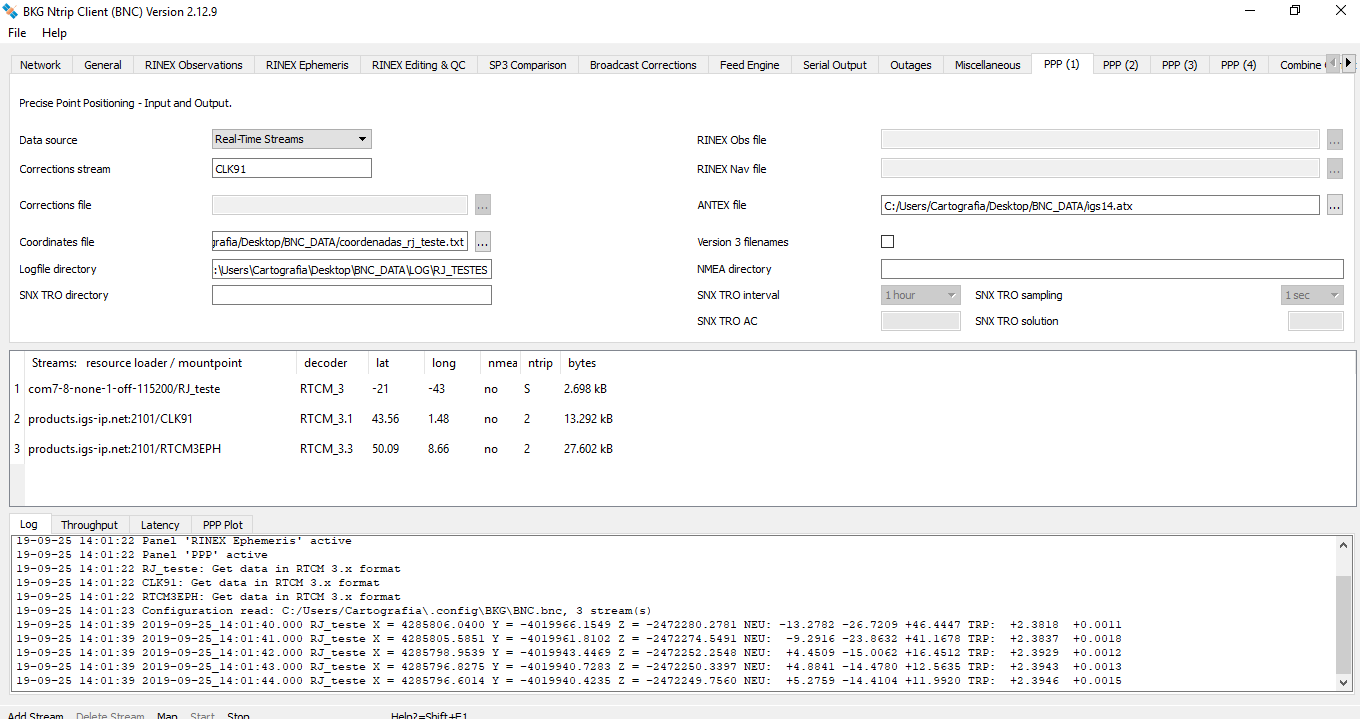 BKG Ntrip Client (BNC) Version 2.12.9
File Help
Network General RINEX Observations RINEX Ephemeris RINEX Editing & QC SP3 Comparison Broadcast Corrections Feed Engine Serial Output Outages Miscellaneous PPP (1) PPP (2) PPP (3) PPP (4) Combine
Precise Point Positioning - Input and Output.
Data source Real-Time Streams RINEX Obs file ...
Corrections stream CLK91 RINEX Nav file ...
Corrections file ... ANTEX file C:/Users/Cartografia/Desktop/BNC_DATA/igs14.atx ...
Coordinates file grafia/Desktop/BNC_DATA/coordenadas_rj_teste.txt ... Version 3 filenames
Logfile directory :\Users\Cartografia\Desktop\BNC_DATA\LOG\RJ_TESTES NMEA directory
SNX TRO directory SNX TRO interval 1 hour SNX TRO sampling 1 sec
SNX TRO AC SNX TRO solution
Streams: resource loader / mountpoint decoder lat long nmea ntrip bytes
1 com7-8-none-1-off-115200/RJ_teste RTCM_3 -21 -43 no S 2.698 kB
2 products.igs-ip.net:2101/CLK91 RTCM_3.1 43.56 1.48 no 2 13.292 kB
3 products.igs-ip.net:2101/RTCM3EPH RTCM_3.3 50.09 8.66 no 2 27.602 kB
Log Throughput Latency PPP Plot
19-09-25 14:01:22 Panel 'RINEX Ephemeris' active
19-09-25 14:01:22 Panel 'PPP' active
19-09-25 14:01:22 RJ_teste: Get data in RTCM 3.x format
19-09-25 14:01:22 CLK91: Get data in RTCM 3.x format
19-09-25 14:01:22 RTCM3EPH: Get data in RTCM 3.x format
19-09-25 14:01:23 Configuration read: C:/Users/Cartografia\.config\BKG\BNC.bnc, 3 stream(s)
19-09-25 14:01:39 2019-09-25_14:01:40.000 RJ_teste X = 4285806.0400 Y = -4019966.1549 Z = -2472280.2781 NEU: -13.2782 -26.7209 +46.4447 TRP: +2.3818 +0.0011
19-09-25 14:01:39 2019-09-25_14:01:41.000 RJ_teste X = 4285805.5851 Y = -4019961.8102 Z = -2472274.5491 NEU: -9.2916 -23.8632 +41.1678 TRP: +2.3837 +0.0018
19-09-25 14:01:39 2019-09-25_14:01:42.000 RJ_teste X = 4285798.9539 Y = -4019943.4469 Z = -2472252.2548 NEU: +4.4509 -15.0062 +16.4512 TRP: +2.3929 +0.0012
19-09-25 14:01:39 2019-09-25_14:01:43.000 RJ_teste X = 4285796.8275 Y = -4019940.7283 Z = -2472250.3397 NEU: +4.8841 -14.4780 +12.5635 TRP: +2.3943 +0.0013
19-09-25 14:01:39 2019-09-25_14:01:44.000 RJ_teste X = 4285796.6014 Y = -4019940.4235 Z = -2472249.7560 NEU: +5.2759 -14.4104 +11.9920 TRP: +2.3946 +0.0015
Add Stream Delete Stream Map Start Stop Help?=Shift+F1